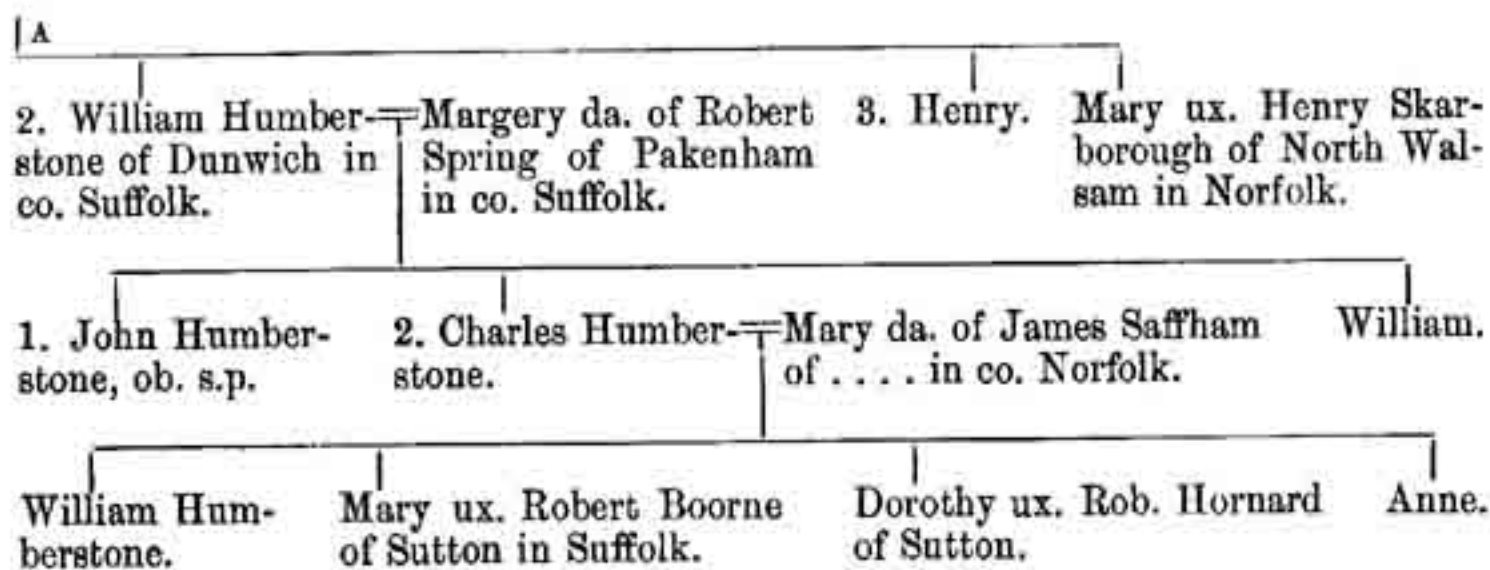 A
2. William Humber-
stone of Dunwich in
co. Suffolk.
Margery da. of Robert
Spring of Pakenham
in co. Suffolk.
3. Henry.
Mary ux. Henry Skar-
borough of North Wal-
sam in Norfolk.
1. John Humber-
stone, ob. s.p.
2. Charles Humber-
stone.
Mary da. of James Saffham
of . . . . in co. Norfolk.
William.
William Hum-
berstone.
Mary ux. Robert Boorne
of Sutton in Suffolk.
Dorothy ux. Rob. Hornard
of Sutton.
Anne.